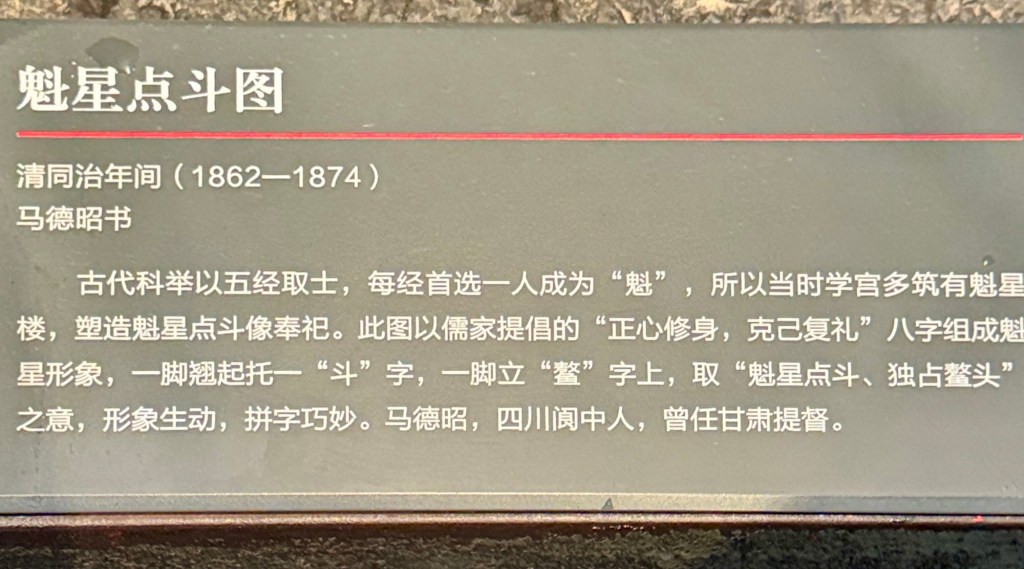 魁星点斗图
清同治年间（1862—1874）
马德昭书
古代科举以五经取士，每经首选一人成为“魁”，所以当时学宫多筑有魁星
楼，塑造魁星点斗像奉祀。此图以儒家提倡的“正心修身，克己复礼”八字组成魁
星形象，一脚翘起托一“斗”字，一脚立“鳌”字上，取“魁星点斗、独占鳌头”
之意，形象生动，拼字巧妙。马德昭，四川阆中人，曾任甘肃提督。